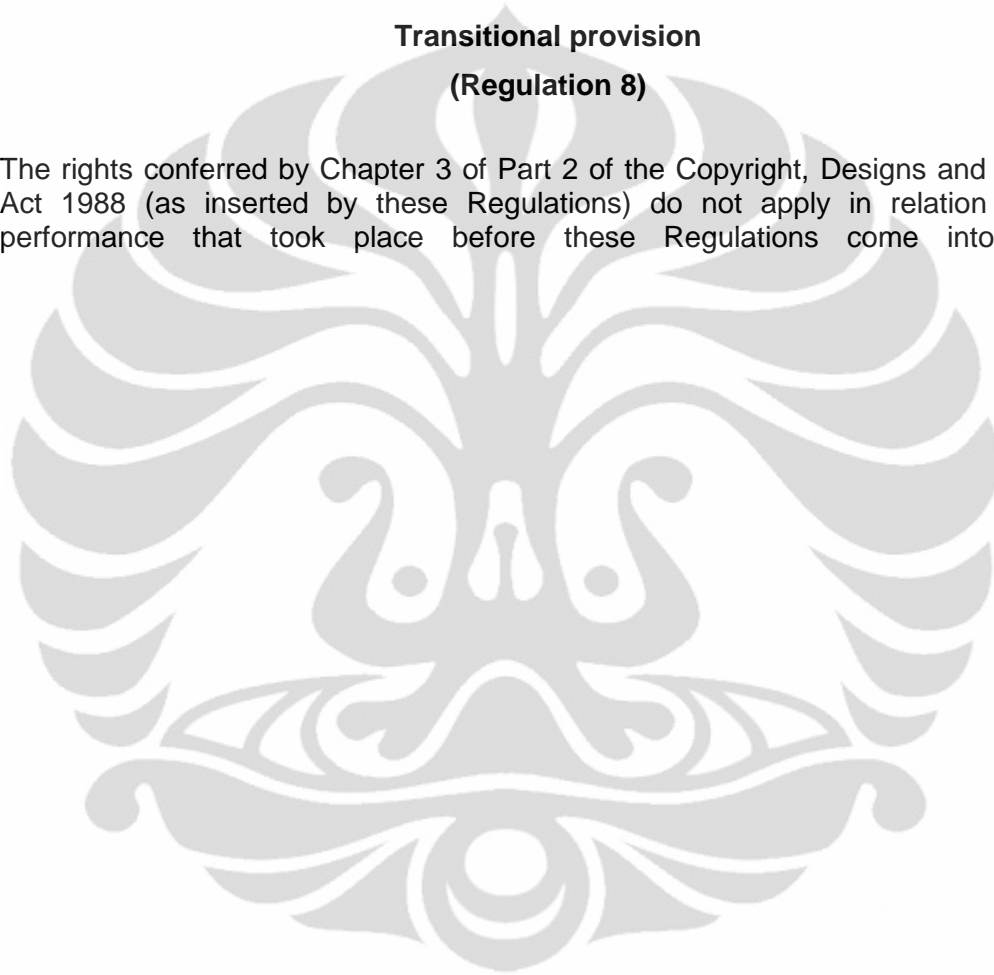 Transitional provision
(Regulation 8)
The rights conferred by Chapter 3 of Part 2 of the Copyright, Designs and
Act 1988 (as inserted by these Regulations) do not apply in relation
performance that took place before these Regulations come into